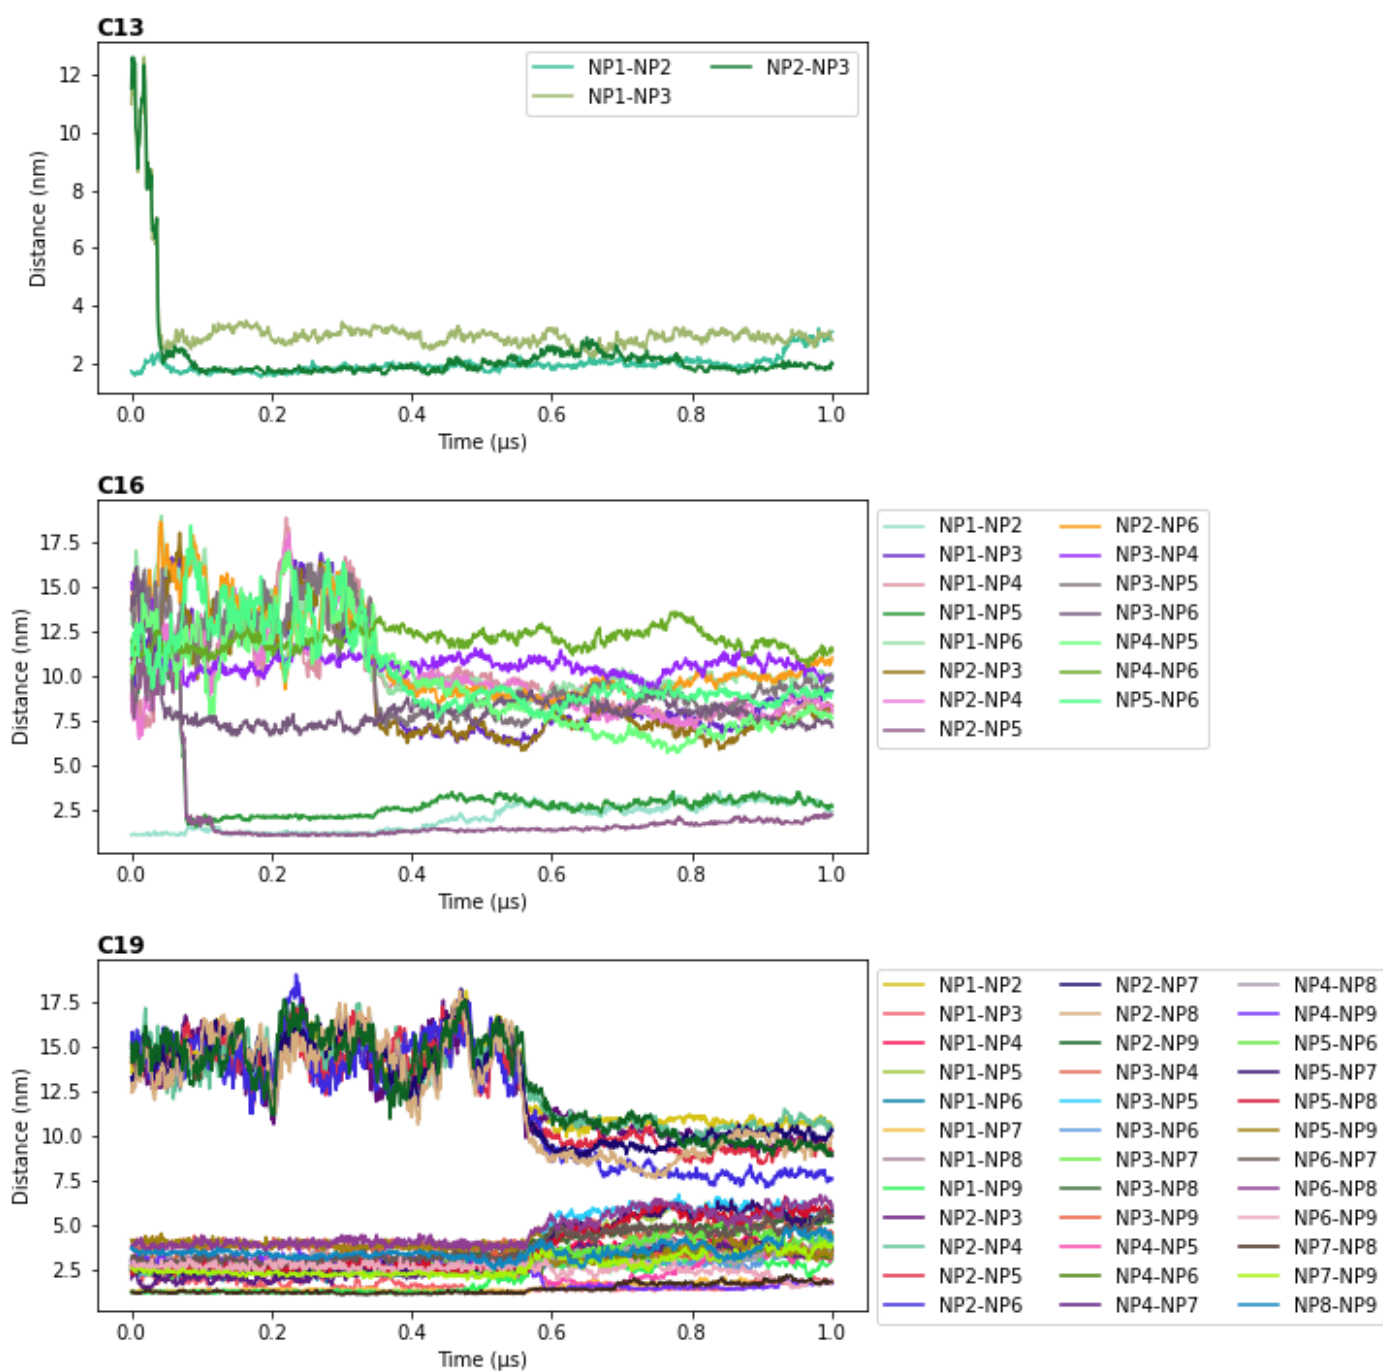 C13
Distance (nm)
12
10
8
6
4
2
NP1-NP2 NP2-NP3
NP1-NP3
0.0 0.2 0.4 0.6 0.8 1.0
Time (μs)
C16
Distance (nm)
17.5
15.0
12.5
10.0
7.5
5.0
2.5
NP1-NP2 NP2-NP6
NP1-NP3 NP3-NP4
NP1-NP4 NP3-NP5
NP1-NP5 NP3-NP6
NP1-NP6 NP4-NP5
NP2-NP3 NP4-NP6
NP2-NP4 NP5-NP6
NP2-NP5
0.0 0.2 0.4 0.6 0.8 1.0
Time (μs)
C19
Distance (nm)
17.5
15.0
12.5
10.0
7.5
5.0
2.5
NP1-NP2 NP2-NP7 NP4-NP8
NP1-NP3 NP2-NP8 NP4-NP9
NP1-NP4 NP2-NP9 NP5-NP6
NP1-NP5 NP3-NP4 NP5-NP7
NP1-NP6 NP3-NP5 NP5-NP8
NP1-NP7 NP3-NP6 NP5-NP9
NP1-NP8 NP3-NP7 NP6-NP7
NP1-NP9 NP3-NP8 NP6-NP8
NP2-NP3 NP3-NP9 NP6-NP9
NP2-NP4 NP4-NP5 NP7-NP8
NP2-NP5 NP4-NP6 NP7-NP9
NP2-NP6 NP4-NP7 NP8-NP9
0.0 0.2 0.4 0.6 0.8 1.0
Time (μs)